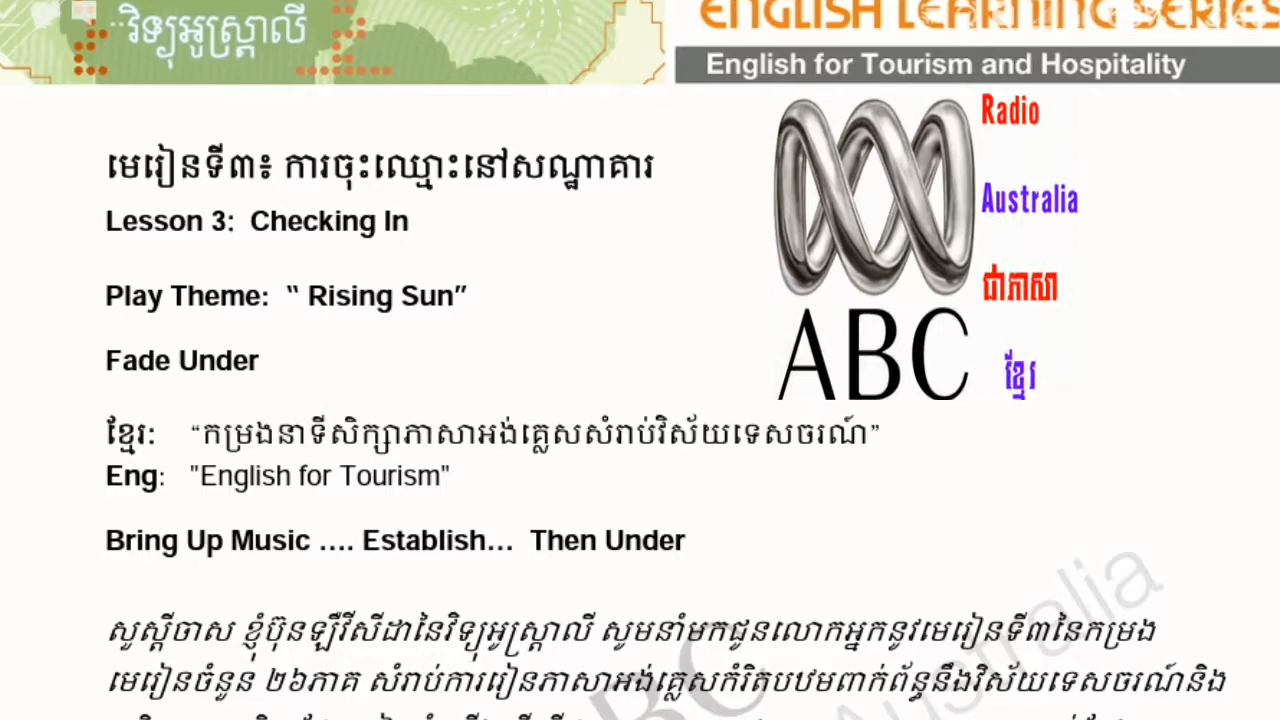 វិទ្យុអូស្ត្រាលី
ENGLISH LEARNING SERIES
English for Tourism and Hospitality
Radio
Australia
ជាភាសា
ខ្មែរ
ABC
មេរៀនទី៣៖ ការចុះឈ្មោះនៅសណ្ឋាគារ
Lesson 3: Checking In
Play Theme: “ Rising Sun”
Fade Under
ខ្មែរ: “កម្រងនាទីសិក្សាភាសាអង់គ្លេសសំរាប់វិស័យទេសចរណ៍”
Eng: "English for Tourism"
Bring Up Music .... Establish... Then Under
សួស្តីចាស ខ្ញុំប៊ុនឡឺវីសីដានៃវិទ្យុអូស្ត្រាលី សូមនាំមកជូនលោកអ្នកនូវមេរៀនទី៣នៃកម្រង
មេរៀនចំនួន ២៦ភាគ សំរាប់ការរៀនភាសាអង់គ្លេសកំរិតបឋមពាក់ព័ន្ធនឹងវិស័យទេសចរណ៍និង
ABC Australia